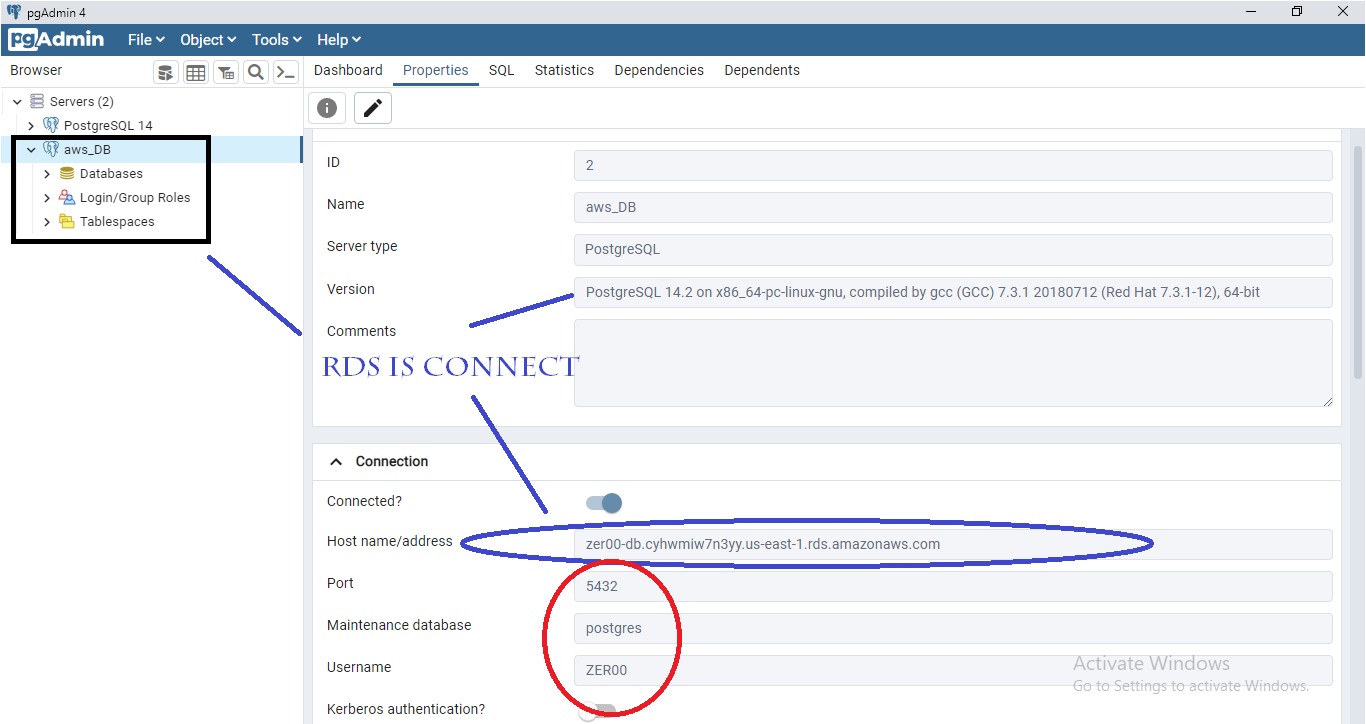 pgAdmin 4
pgAdmin File Object Tools Help
Browser Dashboard Properties SQL Statistics Dependencies Dependents
Servers (2)
PostgreSQL 14
aws_DB
Databases
Login/Group Roles
Tablespaces
ID 2
Name aws_DB
Server type PostgreSQL
Version PostgreSQL 14.2 on x86_64-pc-linux-gnu, compiled by gcc (GCC) 7.3.1 20180712 (Red Hat 7.3.1-12), 64-bit
Comments
RDS IS CONNECT
Connection
Connected?
Host name/address zer00-db.cyhwmiw7n3yy.us-east-1.rds.amazonaws.com
Port 5432
Maintenance database postgres
Username ZER00
Activate Windows
Go to Settings to activate Windows.
Kerberos authentication?